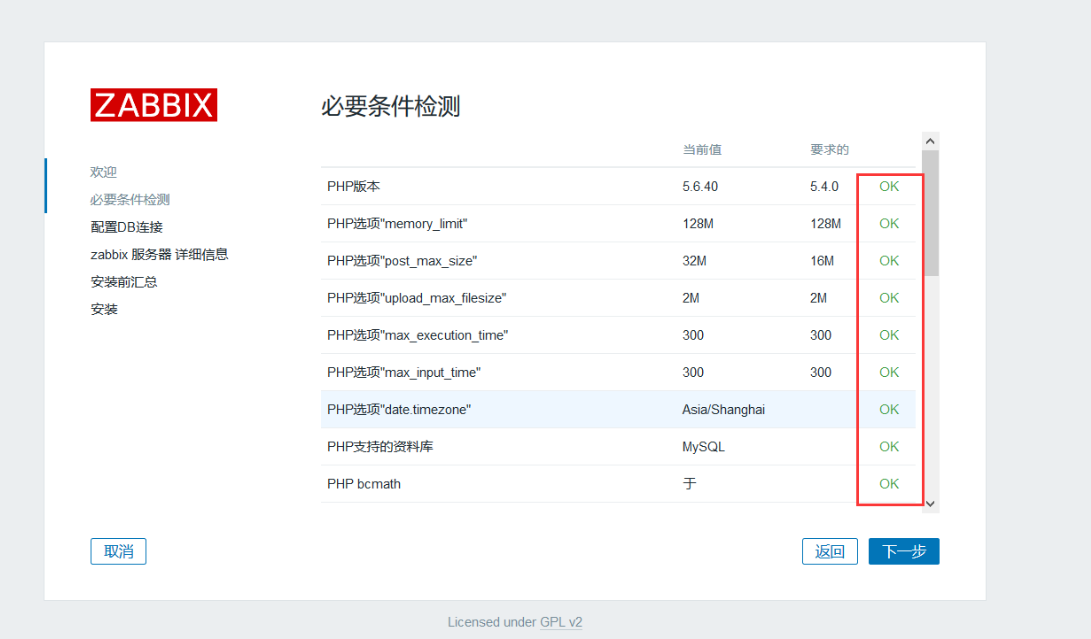 ZABBIX
必要条件检测
当前值 要求的
欢迎
必要条件检测
配置DB连接
zabbix 服务器 详细信息
安装前汇总
安装
PHP版本 5.6.40 5.4.0 OK
PHP选项"memory_limit" 128M 128M OK
PHP选项"post_max_size" 32M 16M OK
PHP选项"upload_max_filesize" 2M 2M OK
PHP选项"max_execution_time" 300 300 OK
PHP选项"max_input_time" 300 300 OK
PHP选项"date.timezone" Asia/Shanghai OK
PHP支持的资料库 MySQL OK
PHP bcmath 于 OK
取消 返回 下一步
Licensed under GPL v2